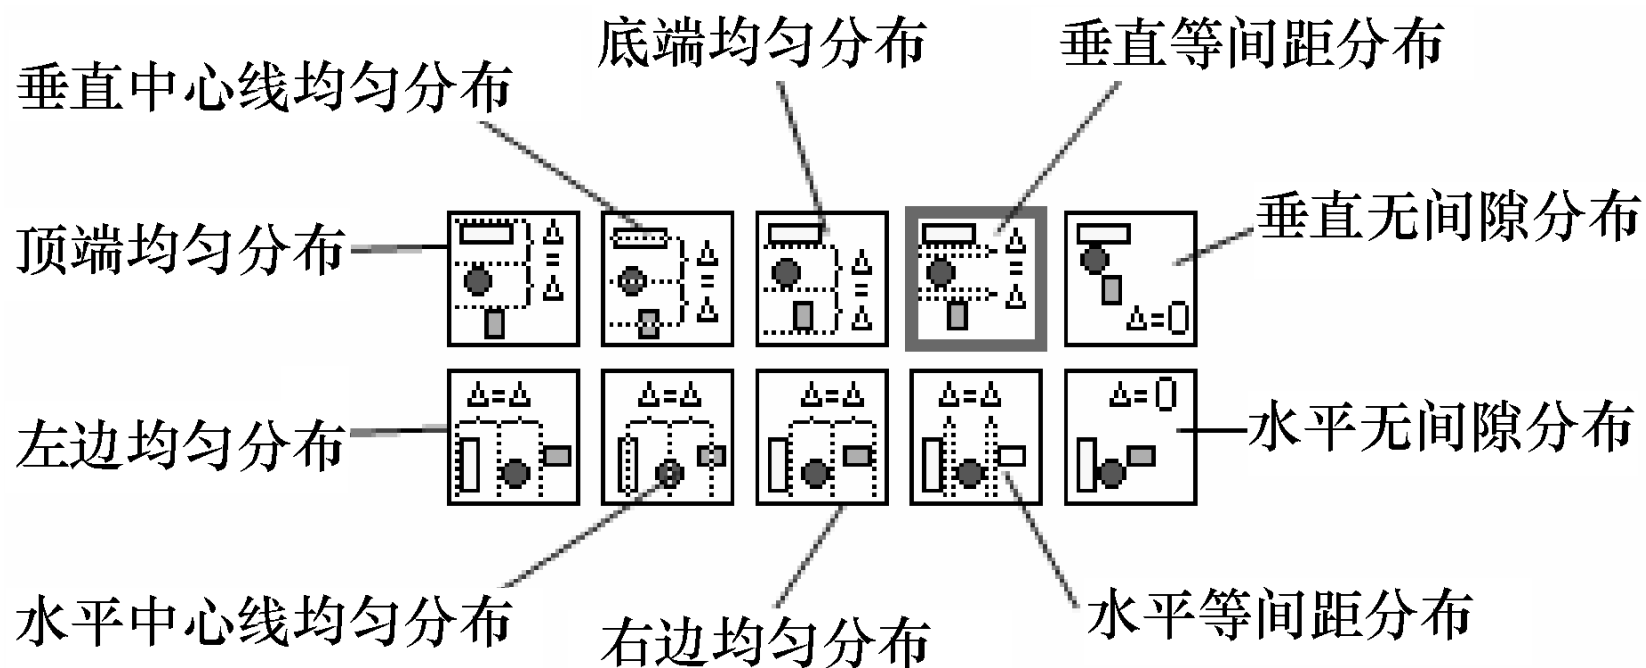 底端均匀分布
垂直等间距分布
垂直中心线均匀分布
顶端均匀分布
垂直无间隙分布
Δ
=
Δ
Δ
=
Δ
Δ
=
Δ
Δ
=
Δ
Δ=0
左边均匀分布
Δ=Δ
Δ=Δ
Δ=Δ
Δ=Δ
Δ=0
水平无间隙分布
水平中心线均匀分布
右边均匀分布
水平等间距分布